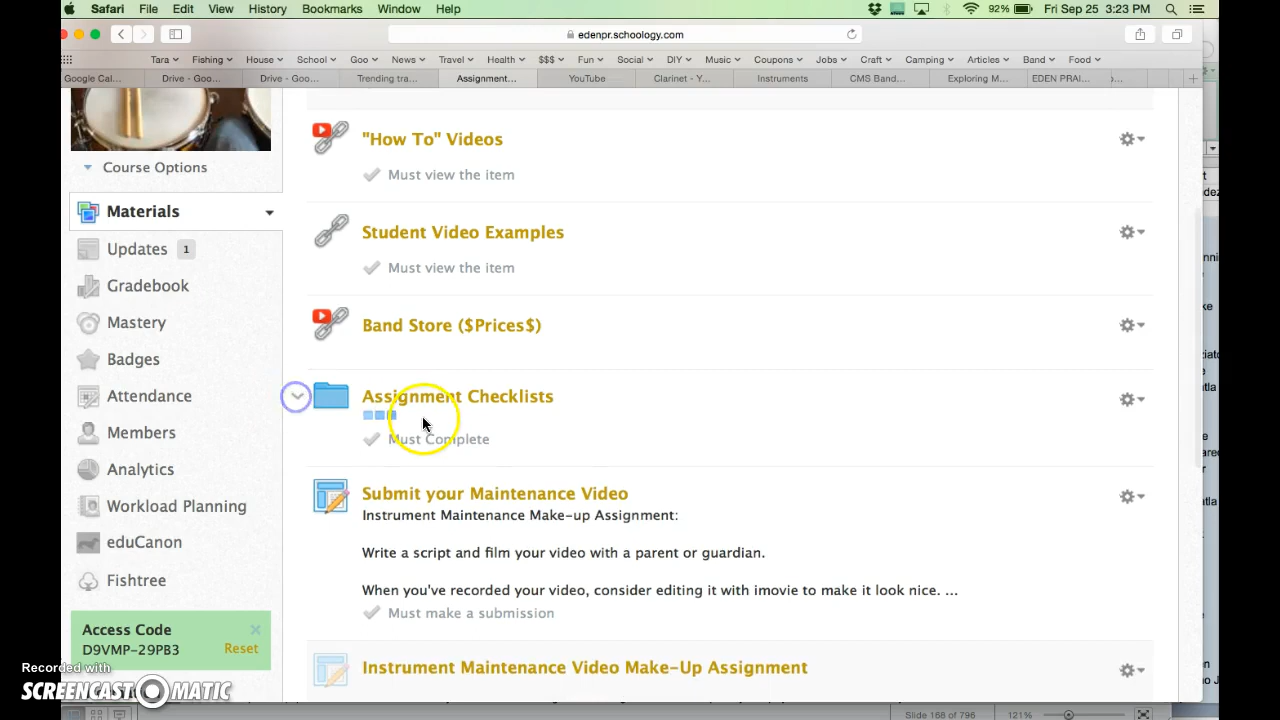 Safari File Edit View History Bookmarks Window Help 92% Fri Sep 25 3:23 PM
edenpr.schoology.com
Tara Fishing House School Goo News Travel Health $$$ Fun Social DIY Music Coupons Jobs Craft Camping Articles Band Food
Google Cal... Drive - Goo... Drive - Goo... Trending tra... Assignment... YouTube Clarinet - Y... Instruments CMS Band... Exploring M... EDEN PRAI...
Course Options
Materials
Updates 1
Gradebook
Mastery
Badges
Attendance
Members
Analytics
Workload Planning
eduCanon
Fishtree
Access Code
D9VMP-29PB3 Reset
"How To" Videos
Must view the item
Student Video Examples
Must view the item
Band Store ($Prices$)
Assignment Checklists
Must Complete
Submit your Maintenance Video
Instrument Maintenance Make-up Assignment:
Write a script and film your video with a parent or guardian.
When you've recorded your video, consider editing it with imovie to make it look nice. ...
Must make a submission
Instrument Maintenance Video Make-Up Assignment
Recorded with
SCREENCAST-O-MATIC
Slide 168 of 796 121%